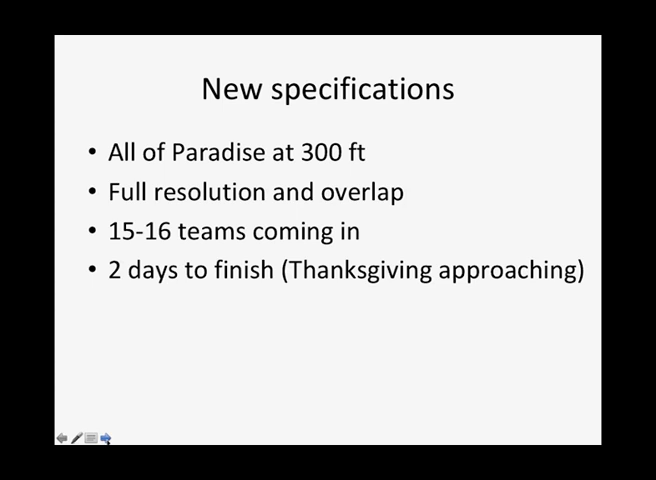 New specifications
• All of Paradise at 300 ft
• Full resolution and overlap
• 15-16 teams coming in
• 2 days to finish (Thanksgiving approaching)